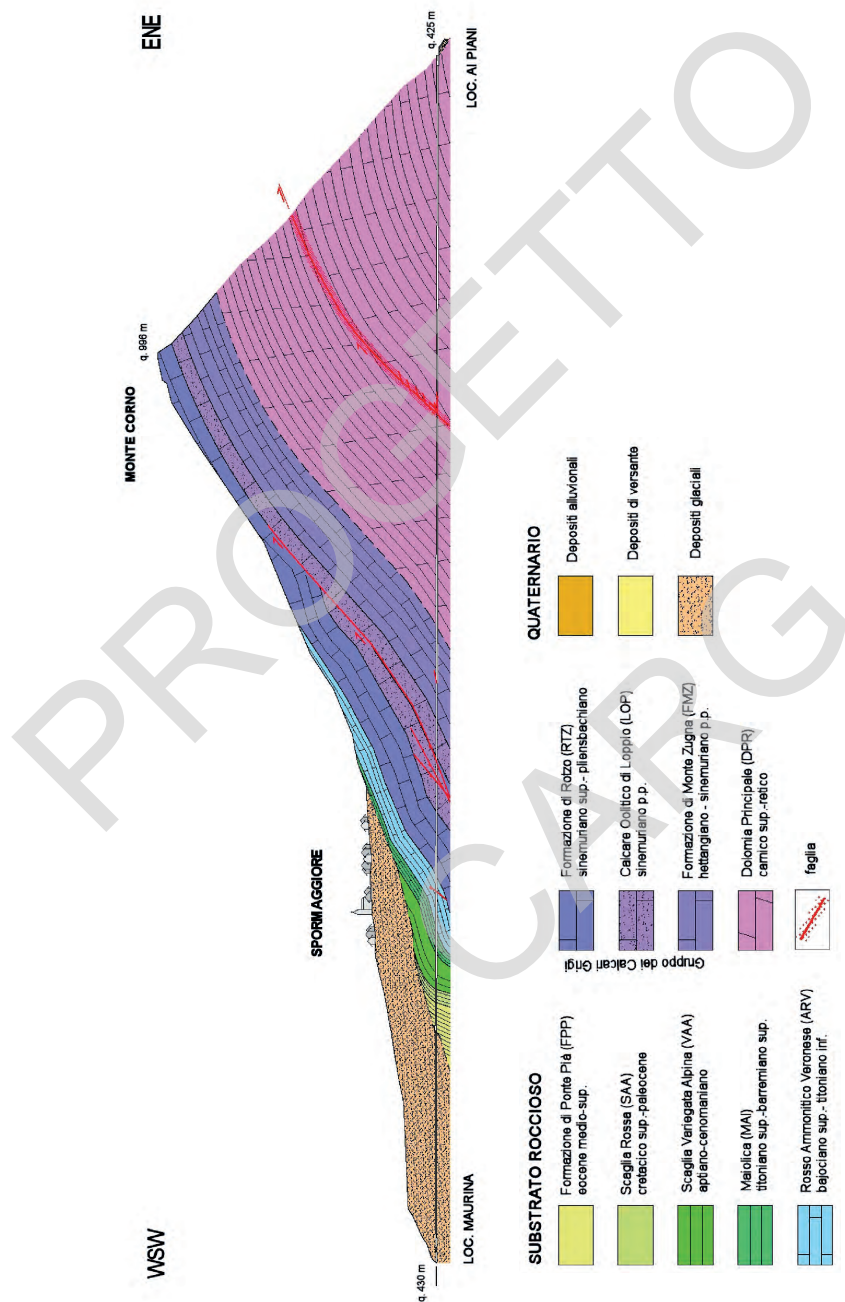 WSW
ENE
MONTE CORNO
q. 996 m
SPORMAGGIORE
q. 430 m
LOC. MAURINA
q. 425 m
LOC. AI PIANI
SUBSTRATO ROCCIOSO
Formazione di Ponte Pià (FPP)
eocene medio-sup.
Scaglia Rossa (SAA)
cretacico sup.-paleocene
Scaglia Variegata Alpina (VAA)
aptiano-cenomaniano
Maiolica (MAI)
titoniano sup.-barremiano sup.
Rosso Ammonitico Veronese (ARV)
bajociano sup.- titoniano inf.
Gruppo dei Calcari Grigi
Formazione di Rotzo (RTZ)
sinemuriano sup.- pliensbachiano
Calcare Oolitico di Loppio (LOP)
sinemuriano p.p.
Formazione di Monte Zugna (FMZ)
hettangiano - sinemuriano p.p.
Dolomia Principale (DPR)
carnico sup.-retico
faglia
QUATERNARIO
Depositi alluvionali
Depositi di versante
Depositi glaciali
PROGETTO
CARG